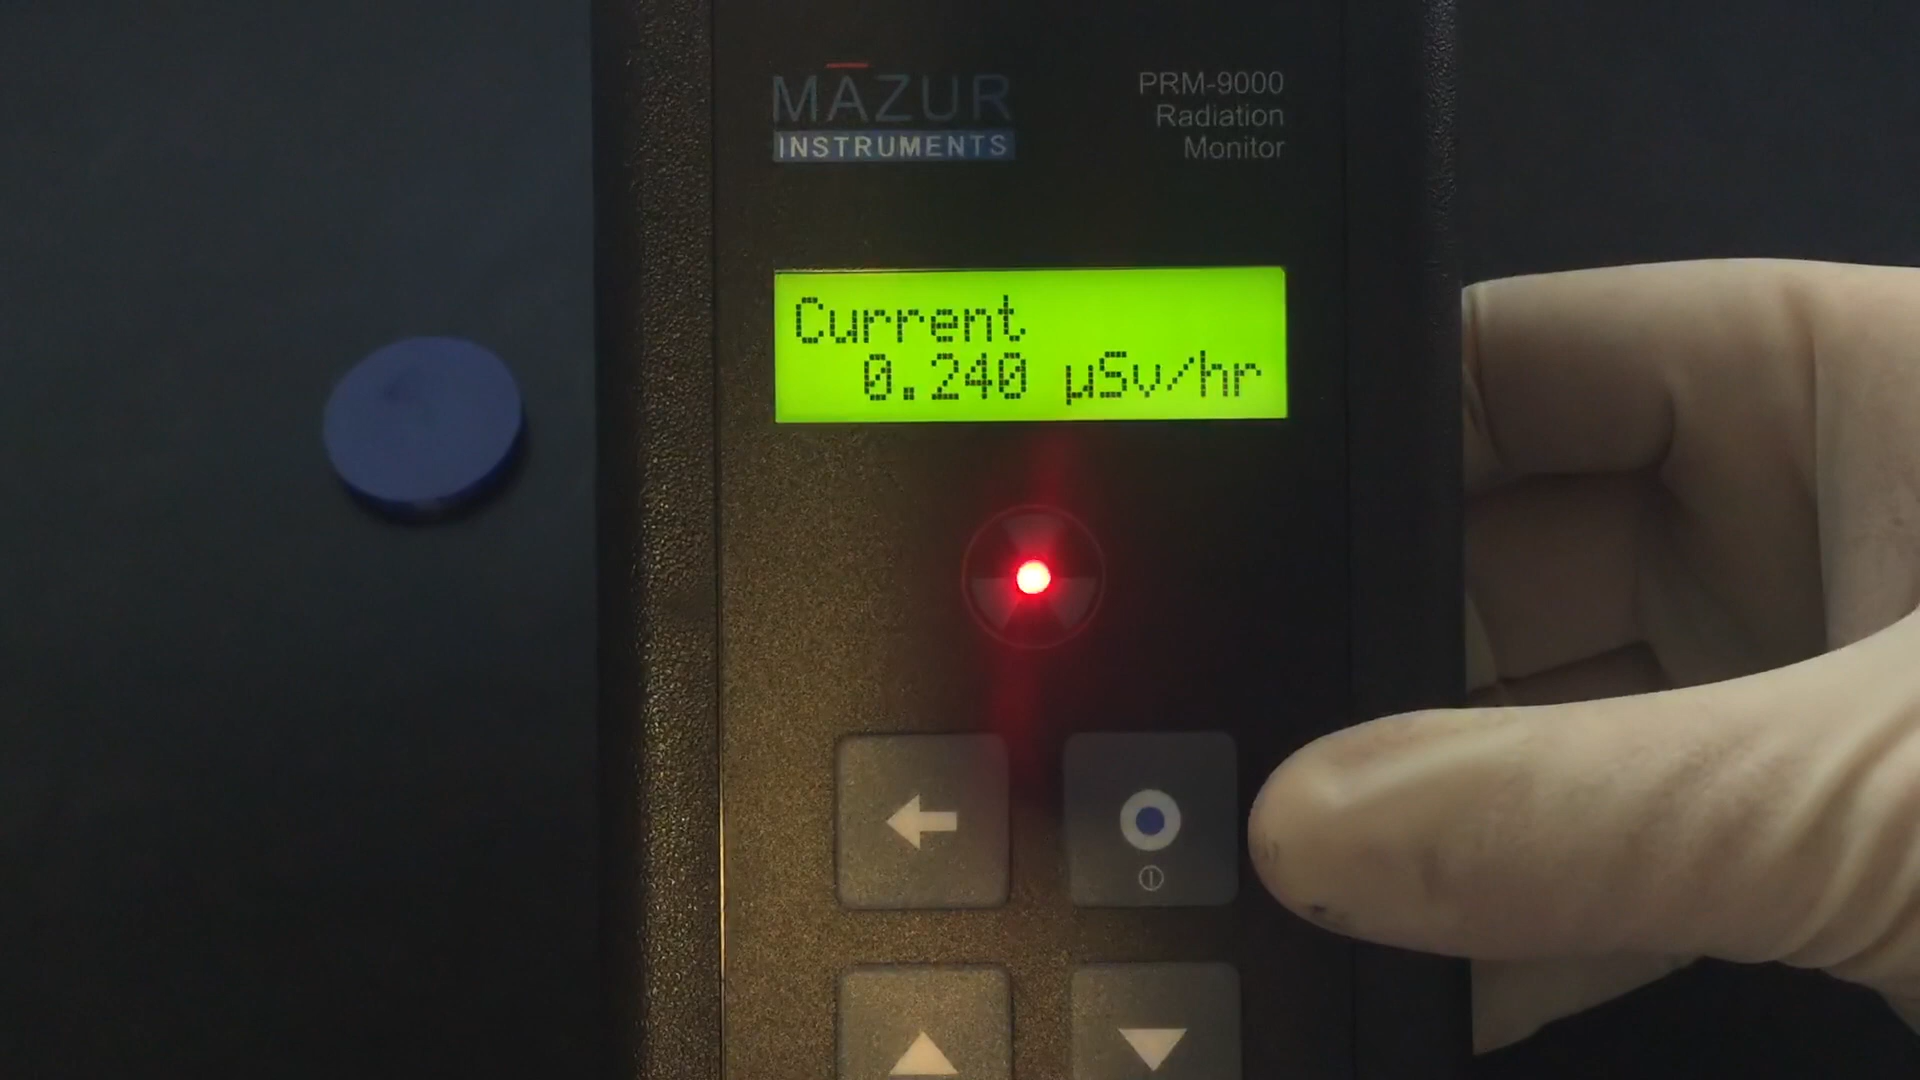 MAZUR
INSTRUMENTS
PRM-9000
Radiation
Monitor
Current
0.240 µSv/hr